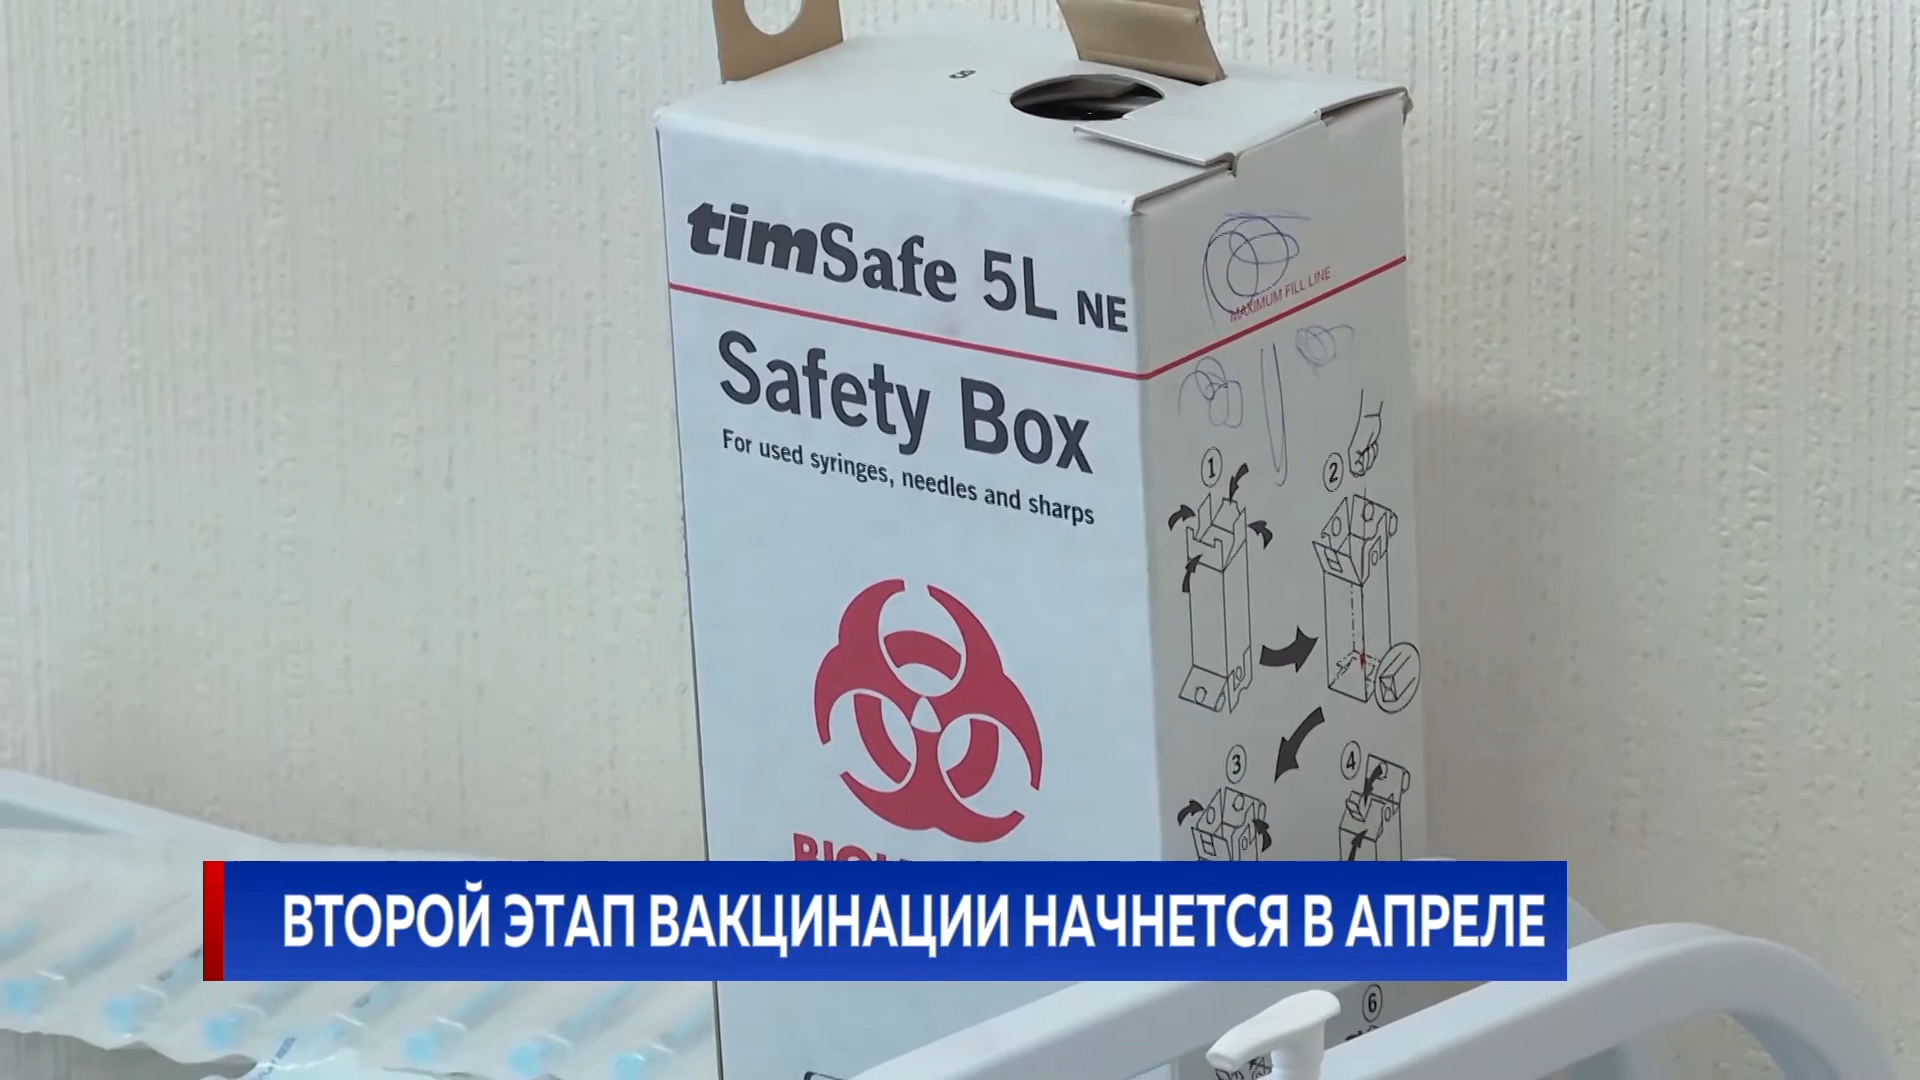 timSafe 5L NE
MAXIMUM FILL LINE
Safety Box
For used syringes, needles and sharps
1
2
3
4
ВТОРОЙ ЭТАП ВАКЦИНАЦИИ НАЧНЕТСЯ В АПРЕЛЕ
6